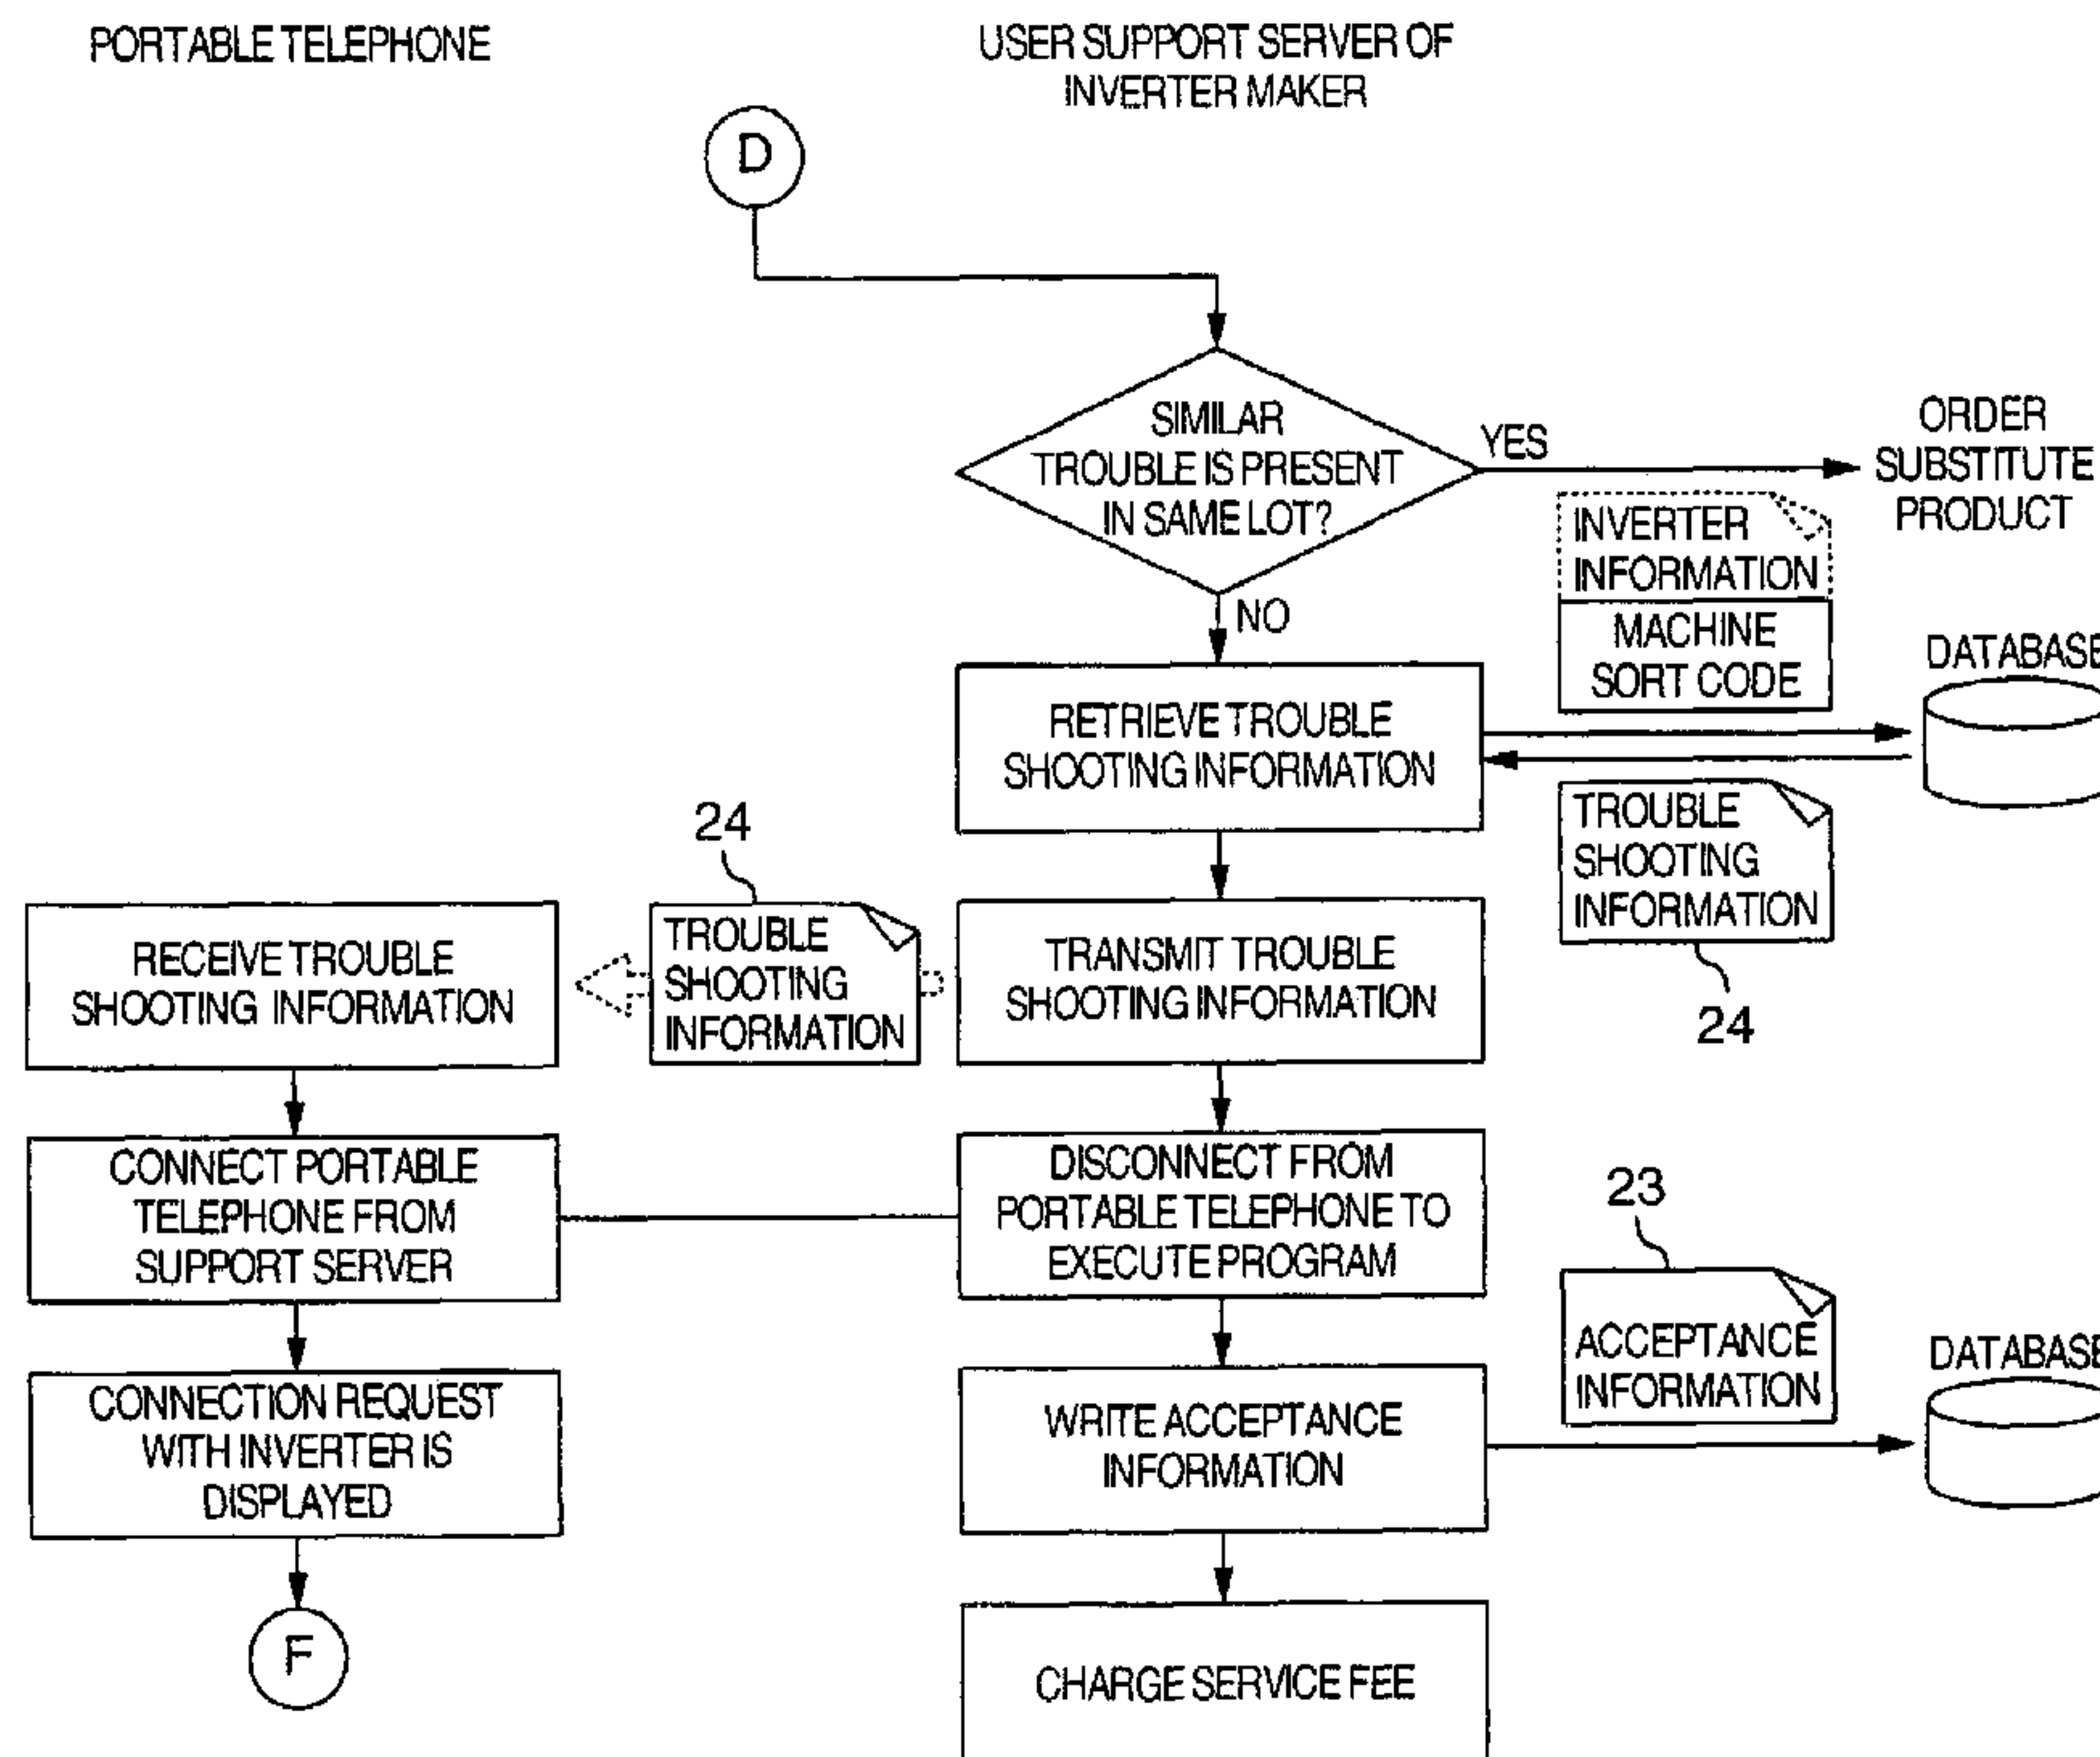 PORTABLE TELEPHONE
USER SUPPORT SERVER OF
INVERTER MAKER
D
SIMILAR
TROUBLE IS PRESENT
IN SAME LOT?
YES
ORDER
SUBSTITUTE
PRODUCT
NO
INVERTER
INFORMATION
MACHINE
SORT CODE
DATABASE
RETRIEVE TROUBLE
SHOOTING INFORMATION
TROUBLE
SHOOTING
INFORMATION
24
24
RECEIVE TROUBLE
SHOOTING INFORMATION
TROUBLE
SHOOTING
INFORMATION
TRANSMIT TROUBLE
SHOOTING INFORMATION
CONNECT PORTABLE
TELEPHONE FROM
SUPPORT SERVER
DISCONNECT FROM
PORTABLE TELEPHONE TO
EXECUTE PROGRAM
23
ACCEPTANCE
INFORMATION
DATABASE
CONNECTION REQUEST
WITH INVERTER IS
DISPLAYED
WRITE ACCEPTANCE
INFORMATION
F
CHARGE SERVICE FEE